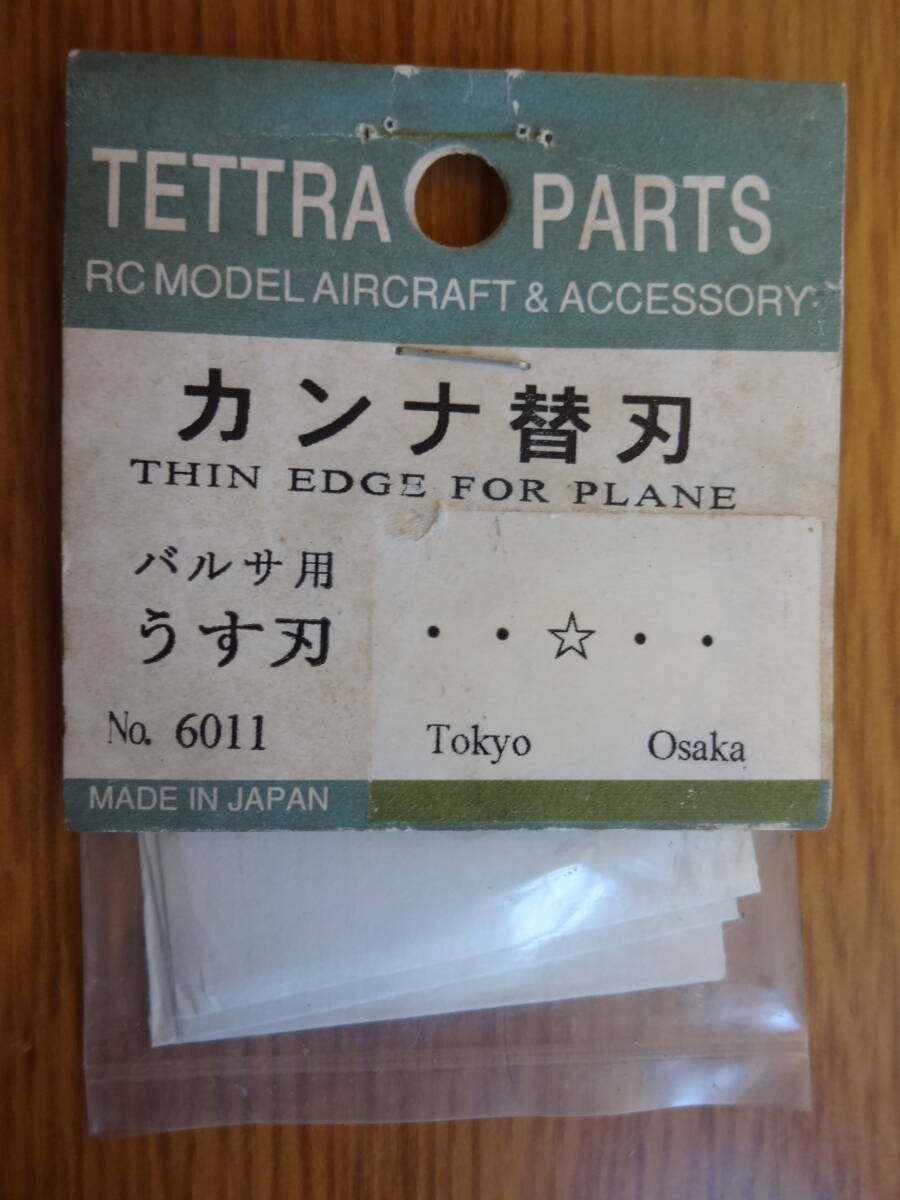 TETTRA PARTS
RC MODEL AIRCRAFT & ACCESSORY
カンナ替刃
THIN EDGE FOR PLANE
バルサ用
うす刃
・・☆・・
No. 6011
Tokyo Osaka
MADE IN JAPAN